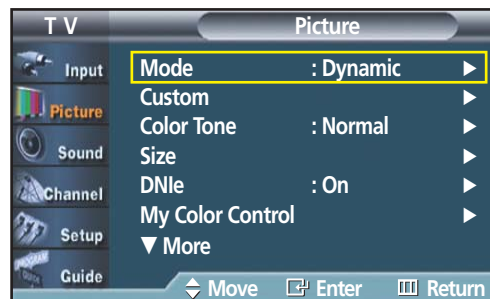 T V
Picture
Input
Picture
Sound
Channel
Setup
Guide
Mode : Dynamic ▶
Custom ▶
Color Tone : Normal ▶
Size ▶
DNIe : On ▶
My Color Control ▶
▼ More
Move Enter Return